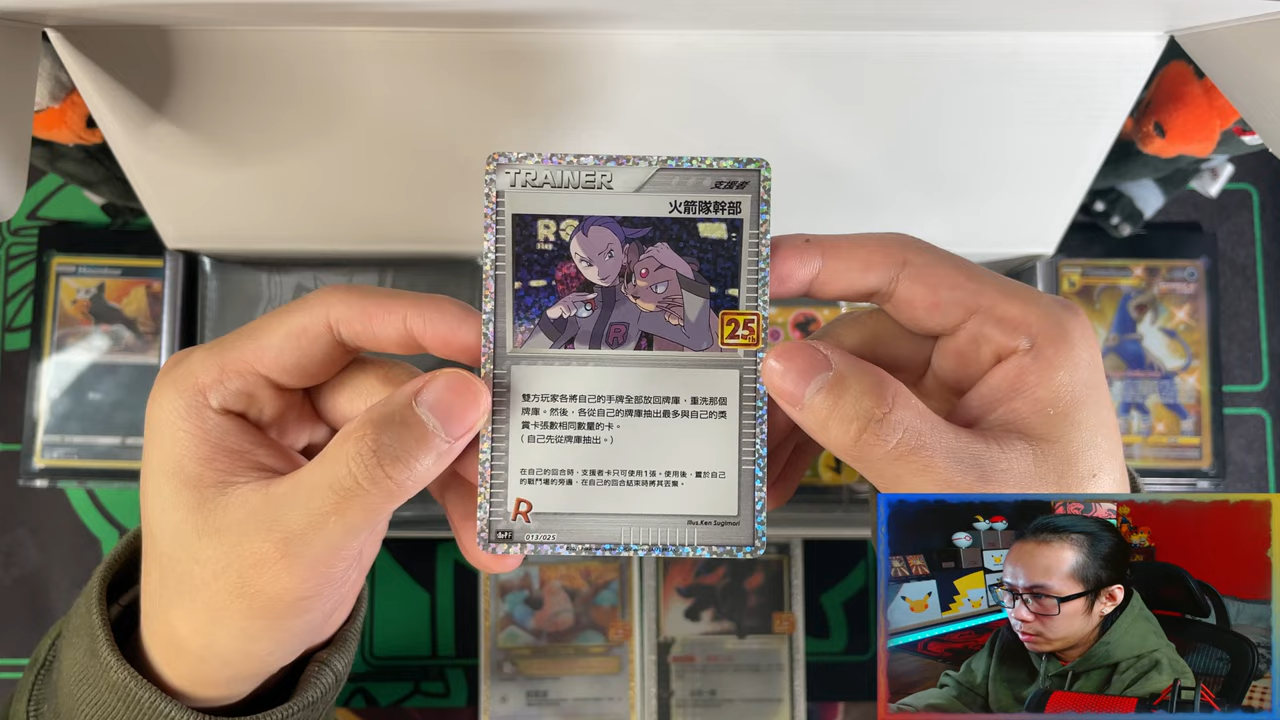 TRAINER
支援者
火箭隊幹部
R
25th
雙方玩家各將自己的手牌全部放回牌庫，重洗那個
牌庫。然後，各從自己的牌庫抽出最多與自己的獎
賞卡張數相同數量的卡。
（自己先從牌庫抽出。）
在自己的回合時，支援者卡只可使用1張。使用後，置於自己
的戰鬥場的旁邊，在自己的回合結束時將其丟棄。
R
Illus.Ken Sugimori
013/025
Houndour